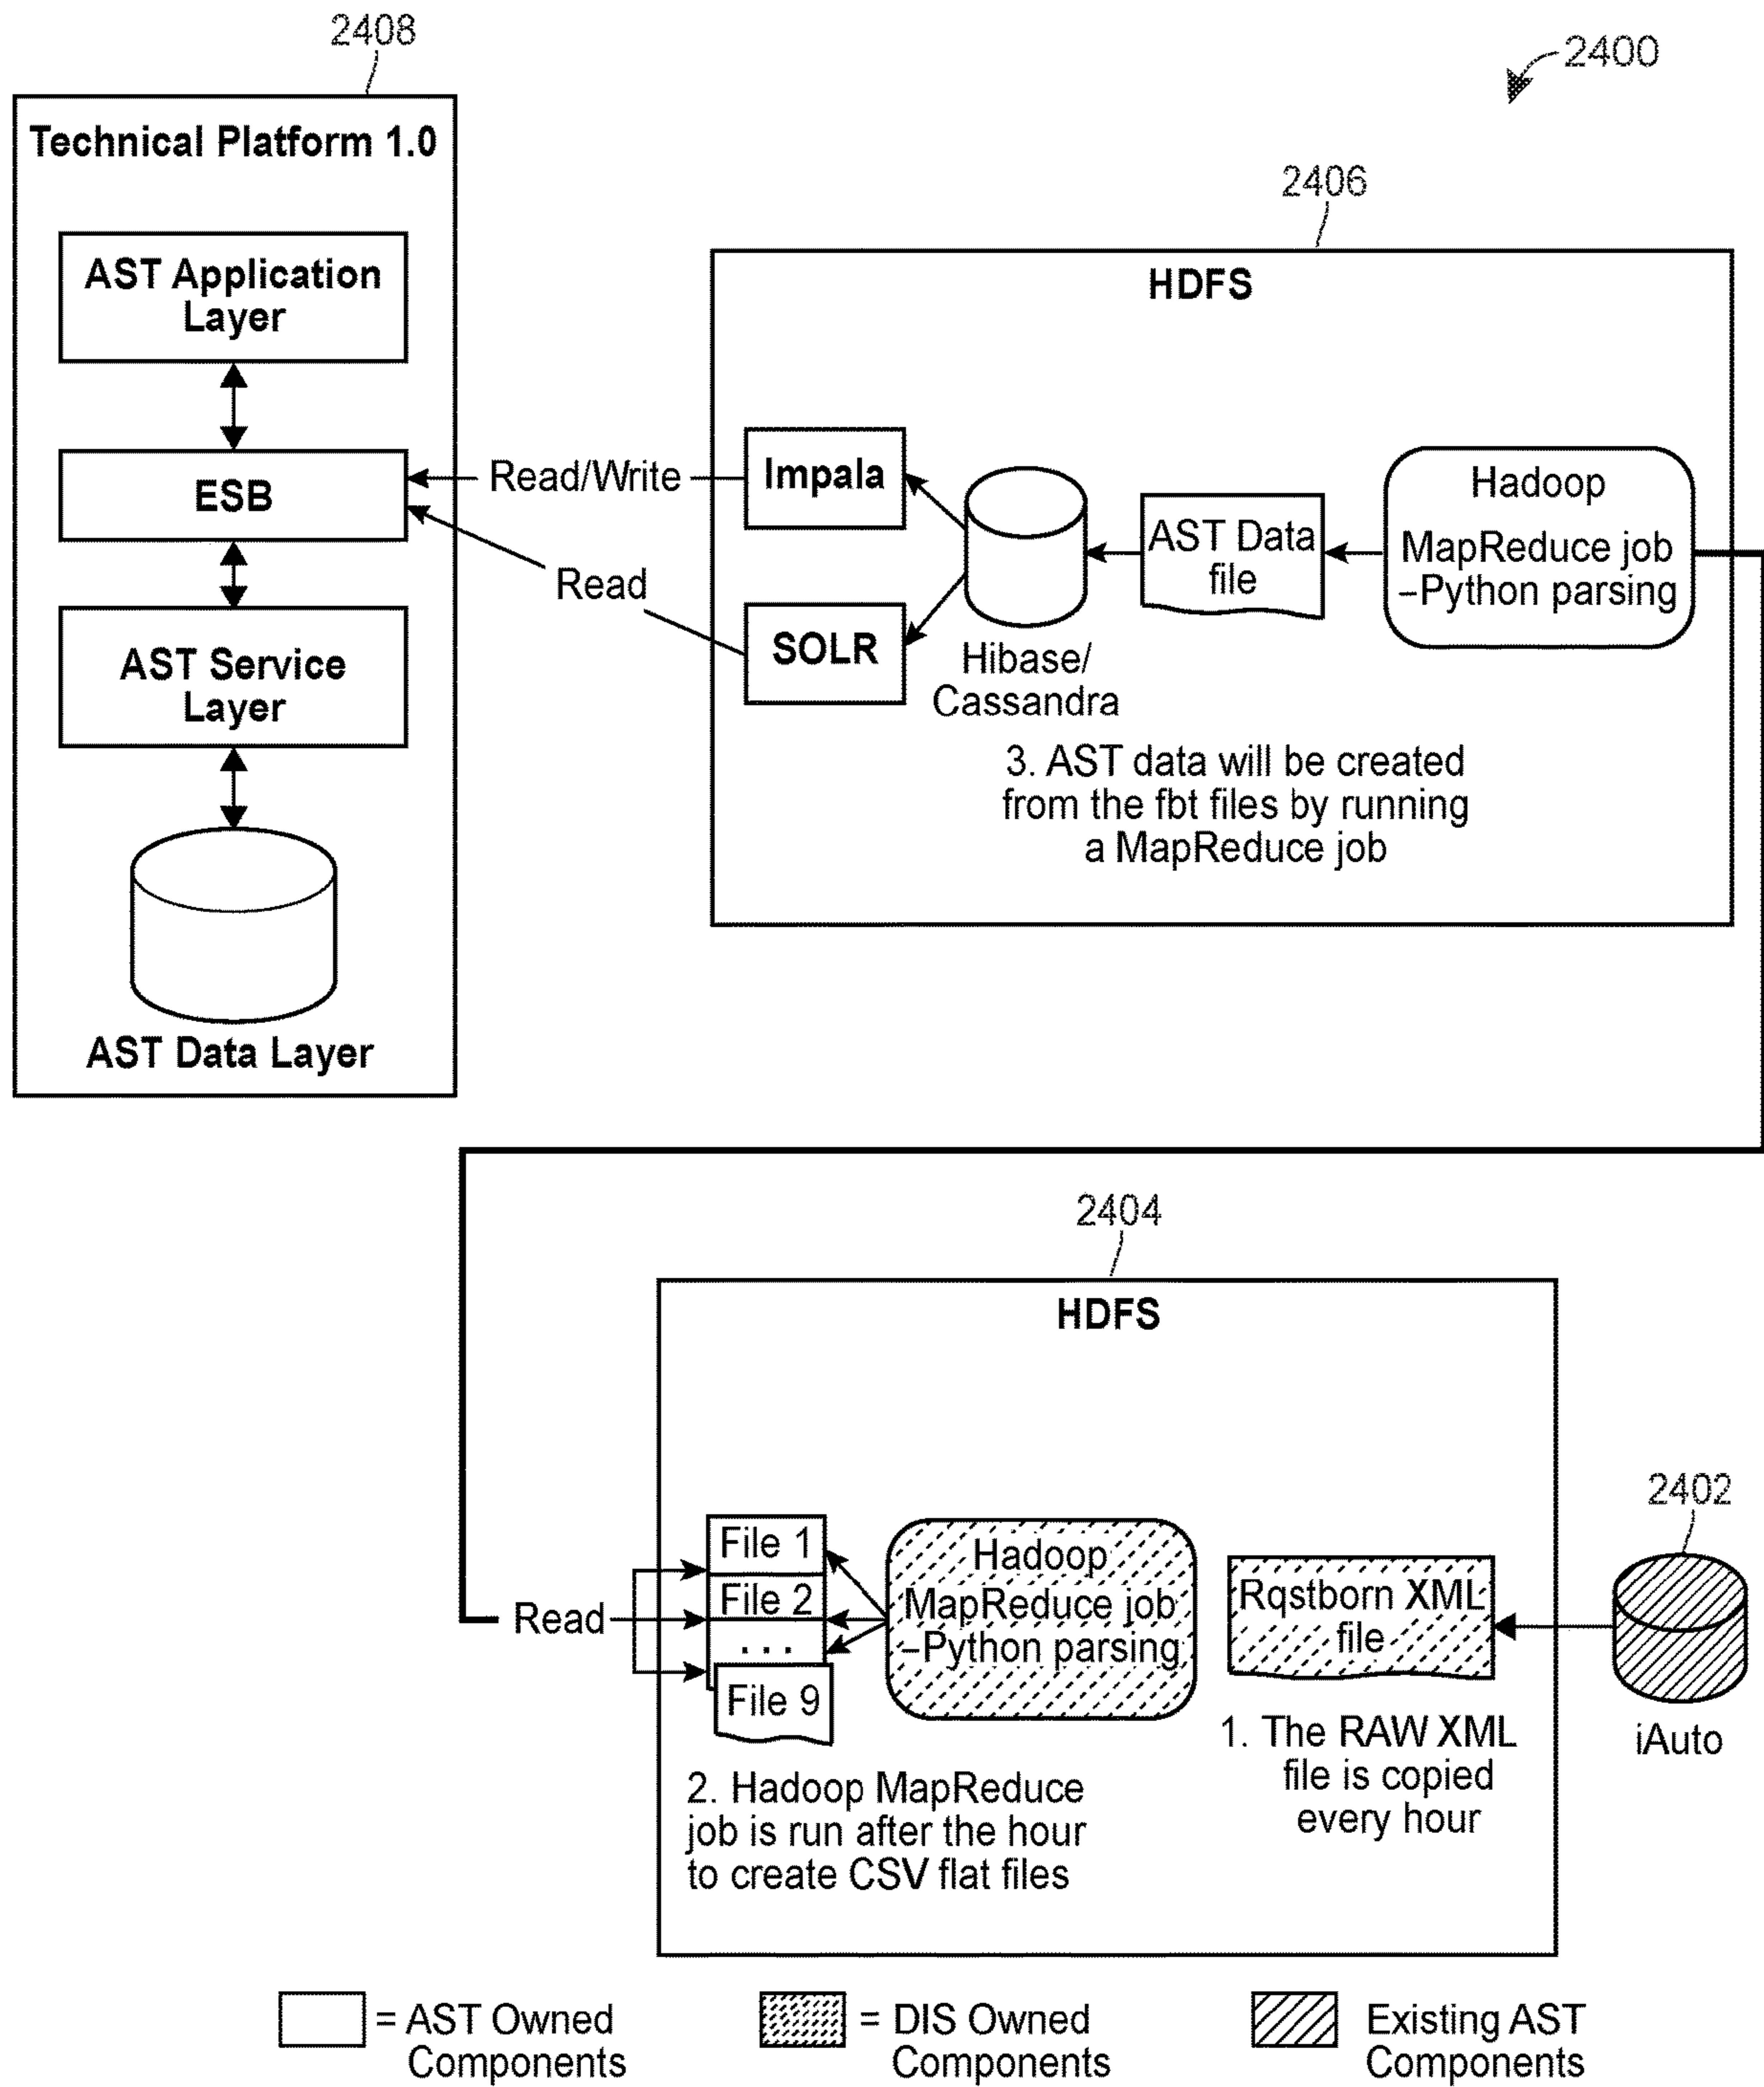 2408
2400
Technical Platform 1.0
2406
AST Application
Layer
HDFS
ESB
Read/Write
Impala
Hadoop
MapReduce job
–Python parsing
AST Data
file
Read
SOLR
Hibase/
Cassandra
AST Service
Layer
3. AST data will be created
from the fbt files by running
a MapReduce job
AST Data Layer
2404
HDFS
2402
File 1
File 2
...
File 9
Read
Hadoop
MapReduce job
–Python parsing
Rqstborn XML
file
iAuto
1. The RAW XML
file is copied
every hour
2. Hadoop MapReduce
job is run after the hour
to create CSV flat files
= AST Owned
Components
= DIS Owned
Components
Existing AST
Components